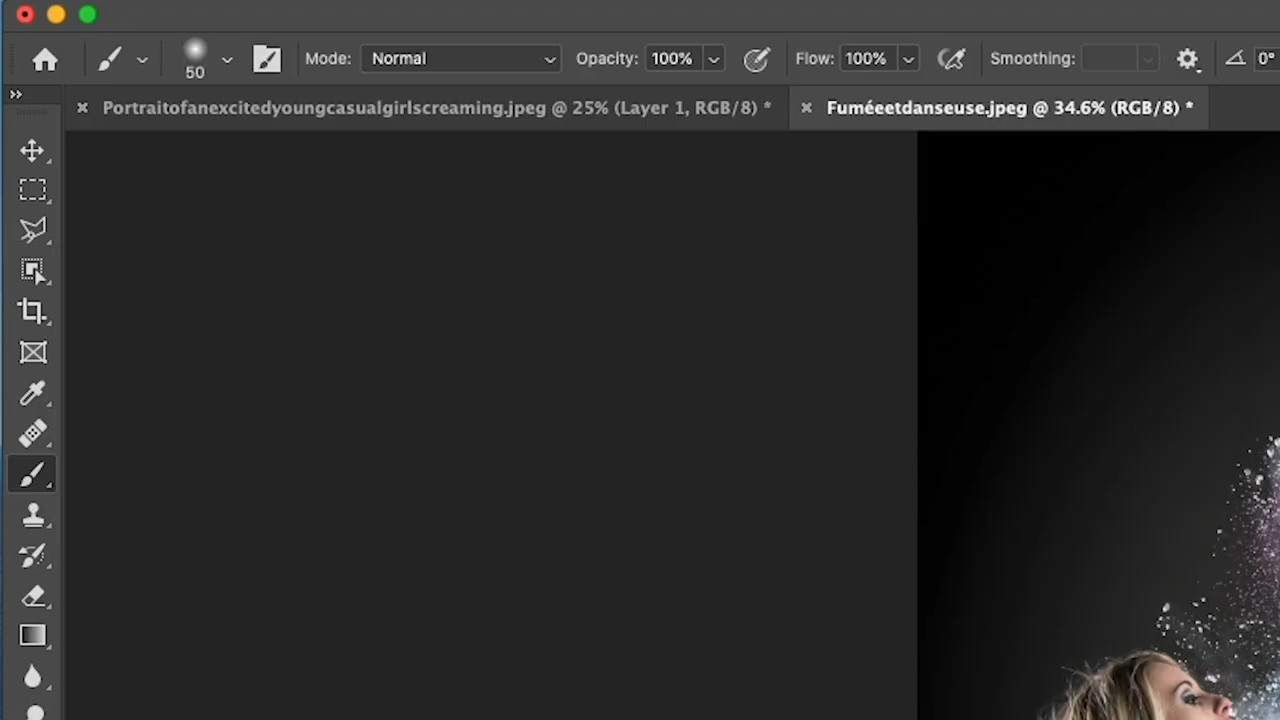 50
Mode: Normal Opacity: 100% Flow: 100% Smoothing: 0°
Portraitofanexcitedyoungcasualgirlscreaming.jpeg @ 25% (Layer 1, RGB/8) *
Fuméeetdanseuse.jpeg @ 34.6% (RGB/8) *